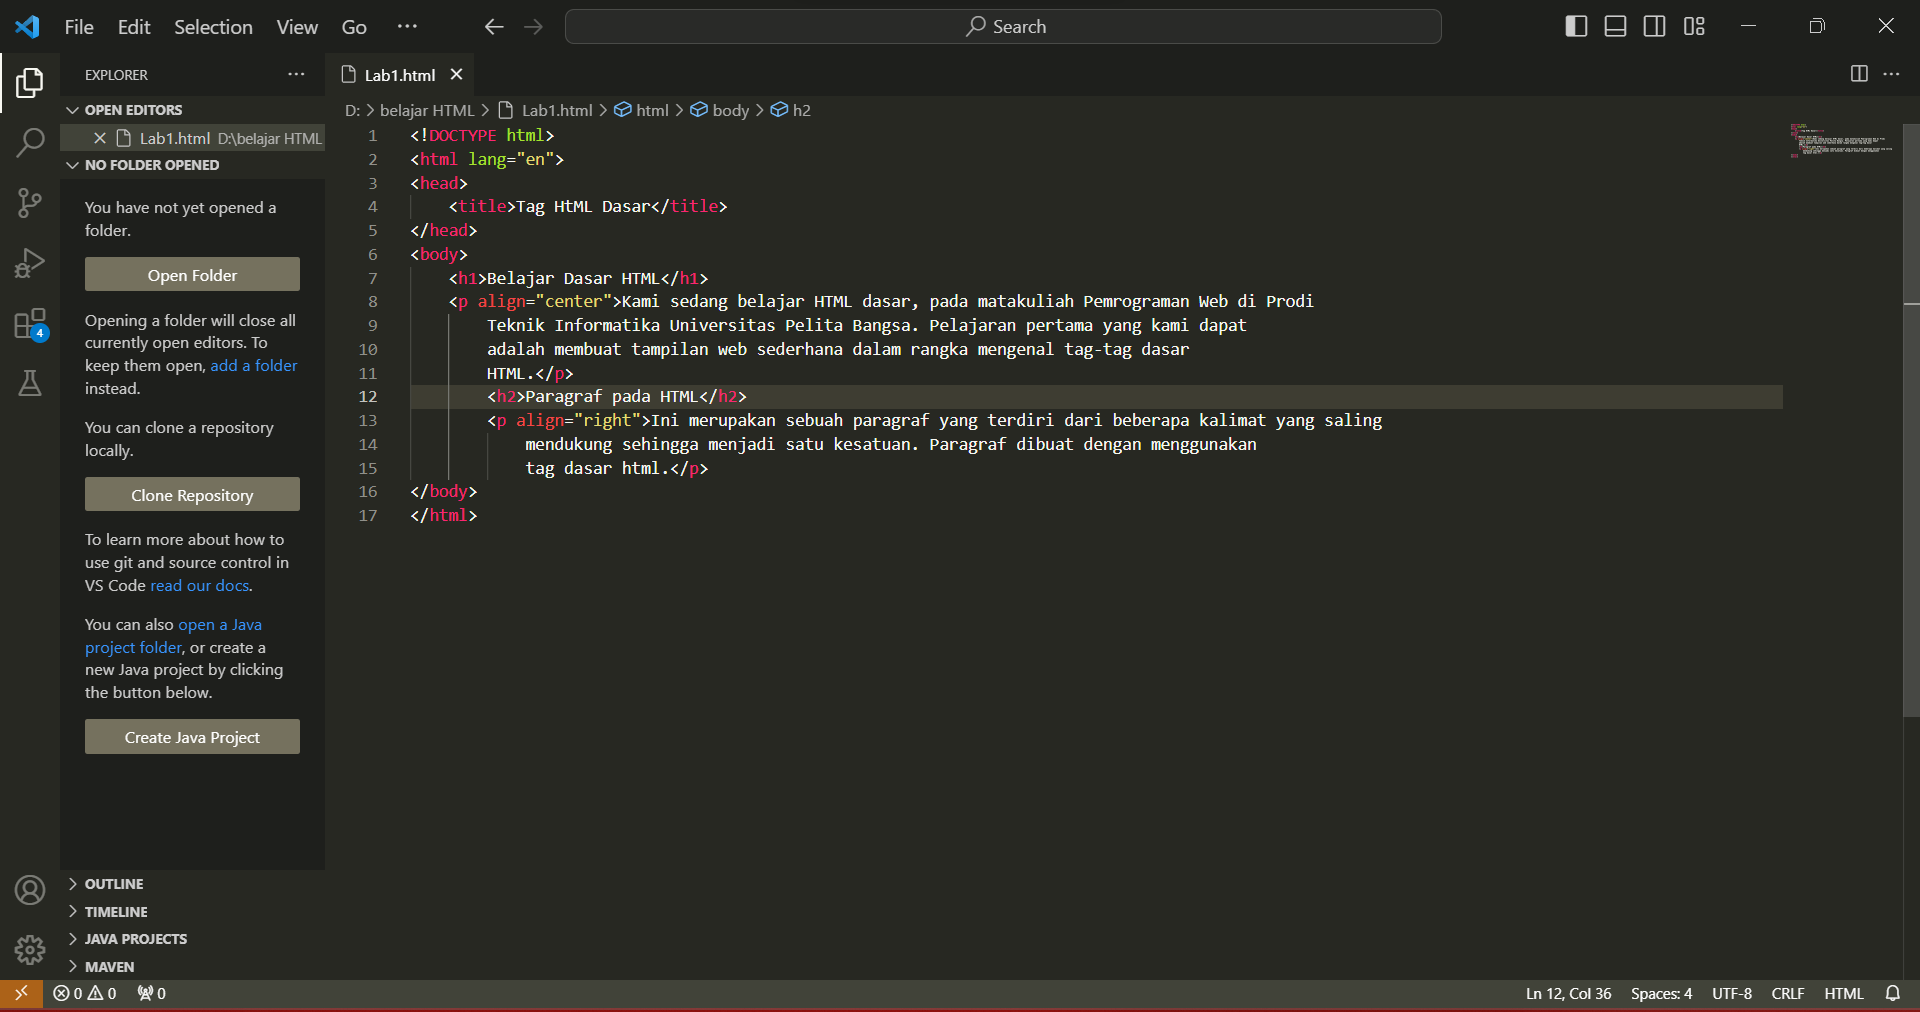 File Edit Selection View Go ···
Search
EXPLORER ···
OPEN EDITORS
Lab1.html D:\belajar HTML
NO FOLDER OPENED
You have not yet opened a
folder.
Open Folder
Opening a folder will close all
currently open editors. To
keep them open, add a folder
instead.
You can clone a repository
locally.
Clone Repository
To learn more about how to
use git and source control in
VS Code read our docs.
You can also open a Java
project folder, or create a
new Java project by clicking
the button below.
Create Java Project
OUTLINE
TIMELINE
JAVA PROJECTS
MAVEN
4
Lab1.html
D: > belajar HTML > Lab1.html > html > body > h2
1 <!DOCTYPE html>
2 <html lang="en">
3 <head>
4 <title>Tag HtML Dasar</title>
5 </head>
6 <body>
7 <h1>Belajar Dasar HTML</h1>
8 <p align="center">Kami sedang belajar HTML dasar, pada matakuliah Pemrograman Web di Prodi
9 Teknik Informatika Universitas Pelita Bangsa. Pelajaran pertama yang kami dapat
10 adalah membuat tampilan web sederhana dalam rangka mengenal tag-tag dasar
11 HTML.</p>
12 <h2>Paragraf pada HTML</h2>
13 <p align="right">Ini merupakan sebuah paragraf yang terdiri dari beberapa kalimat yang saling
14 mendukung sehingga menjadi satu kesatuan. Paragraf dibuat dengan menggunakan
15 tag dasar html.</p>
16 </body>
17 </html>
0 0 0
Ln 12, Col 36 Spaces: 4 UTF-8 CRLF HTML